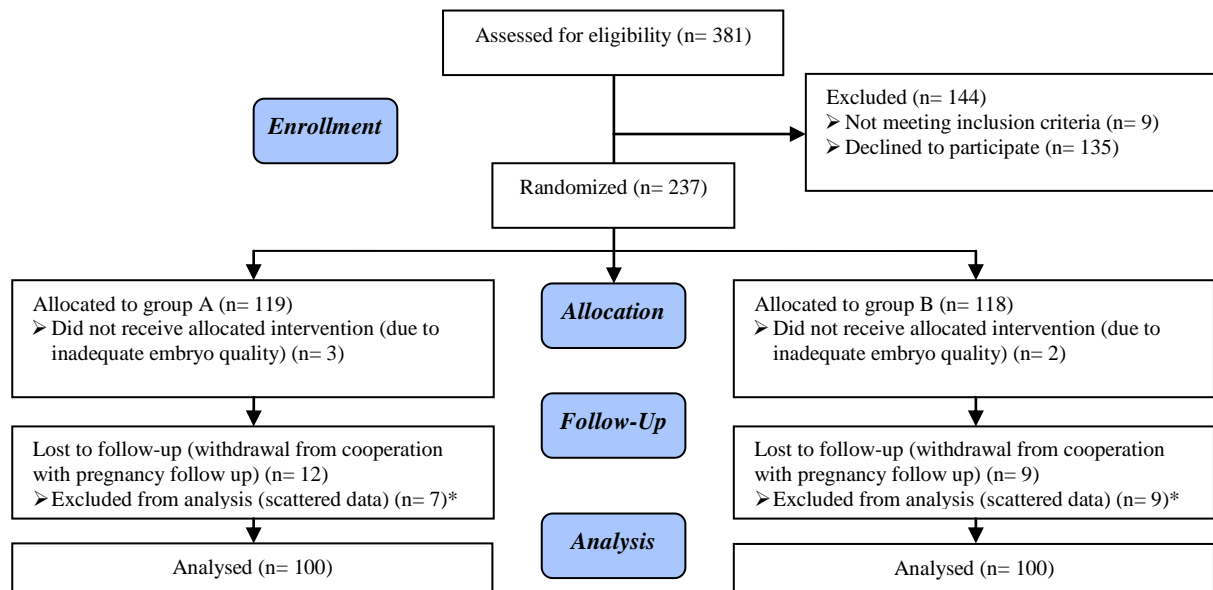 Assessed for eligibility (n= 381)
Enrollment
Excluded (n= 144)
➢ Not meeting inclusion criteria (n= 9)
➢ Declined to participate (n= 135)
Randomized (n= 237)
Allocated to group A (n= 119)
➢ Did not receive allocated intervention (due to
inadequate embryo quality) (n= 3)
Allocation
Allocated to group B (n= 118)
➢ Did not receive allocated intervention (due to
inadequate embryo quality) (n= 2)
Follow-Up
Lost to follow-up (withdrawal from cooperation
with pregnancy follow up) (n= 12)
➢ Excluded from analysis (scattered data) (n= 7)*
Lost to follow-up (withdrawal from cooperation
with pregnancy follow up) (n= 9)
➢ Excluded from analysis (scattered data) (n= 9)*
Analysis
Analysed (n= 100)
Analysed (n= 100)